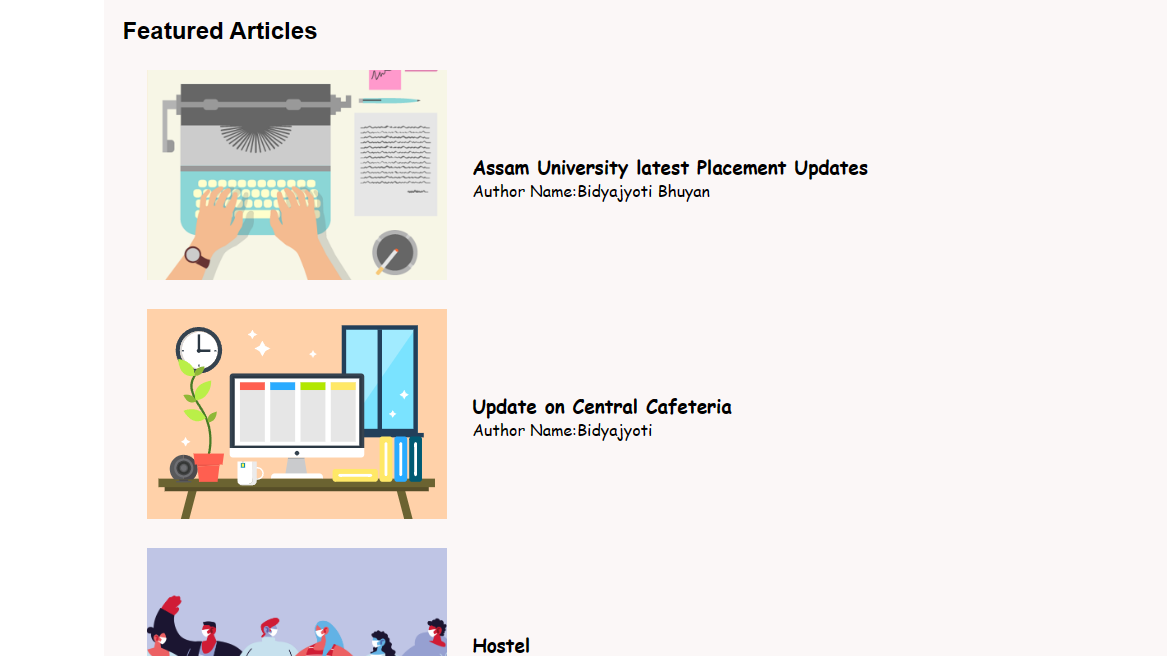 Featured Articles
Assam University latest Placement Updates
Author Name:Bidyajyoti Bhuyan
Update on Central Cafeteria
Author Name:Bidyajyoti
Hostel